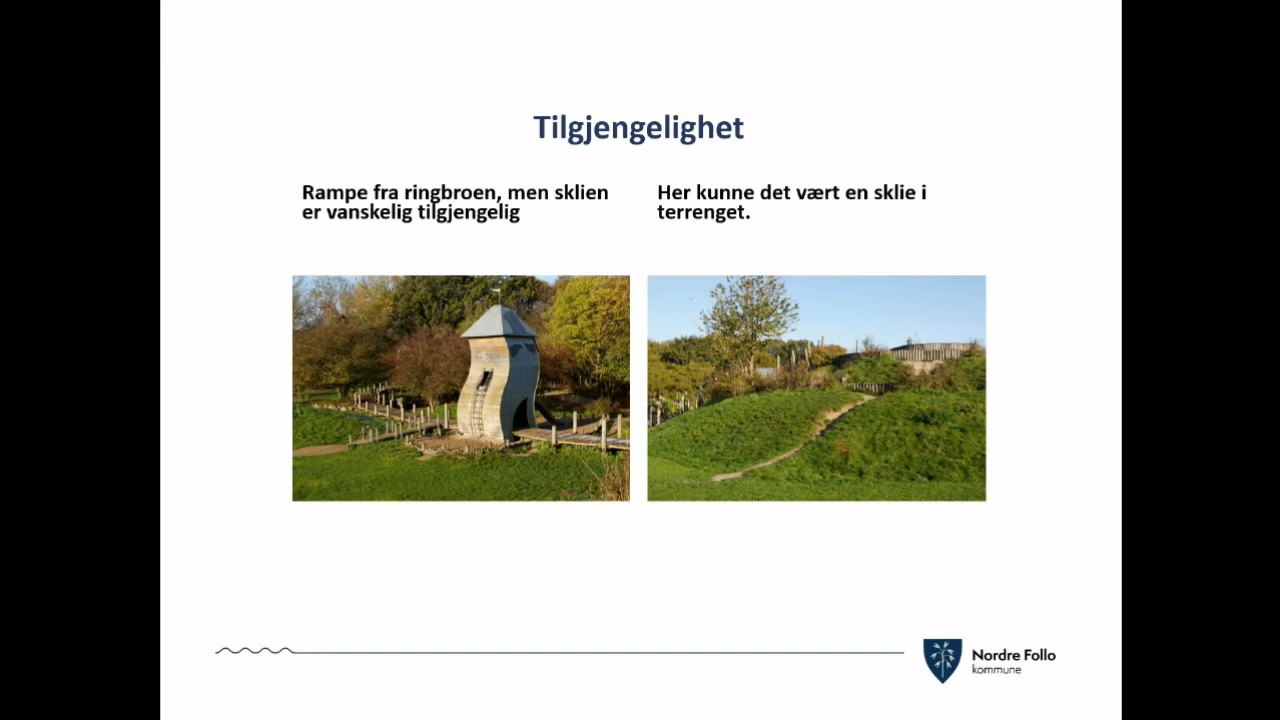 Tilgjengelighet
Rampe fra ringbroen, men sklien
er vanskelig tilgjengelig
Her kunne det vært en sklie i
terrenget.
Nordre Follo
kommune